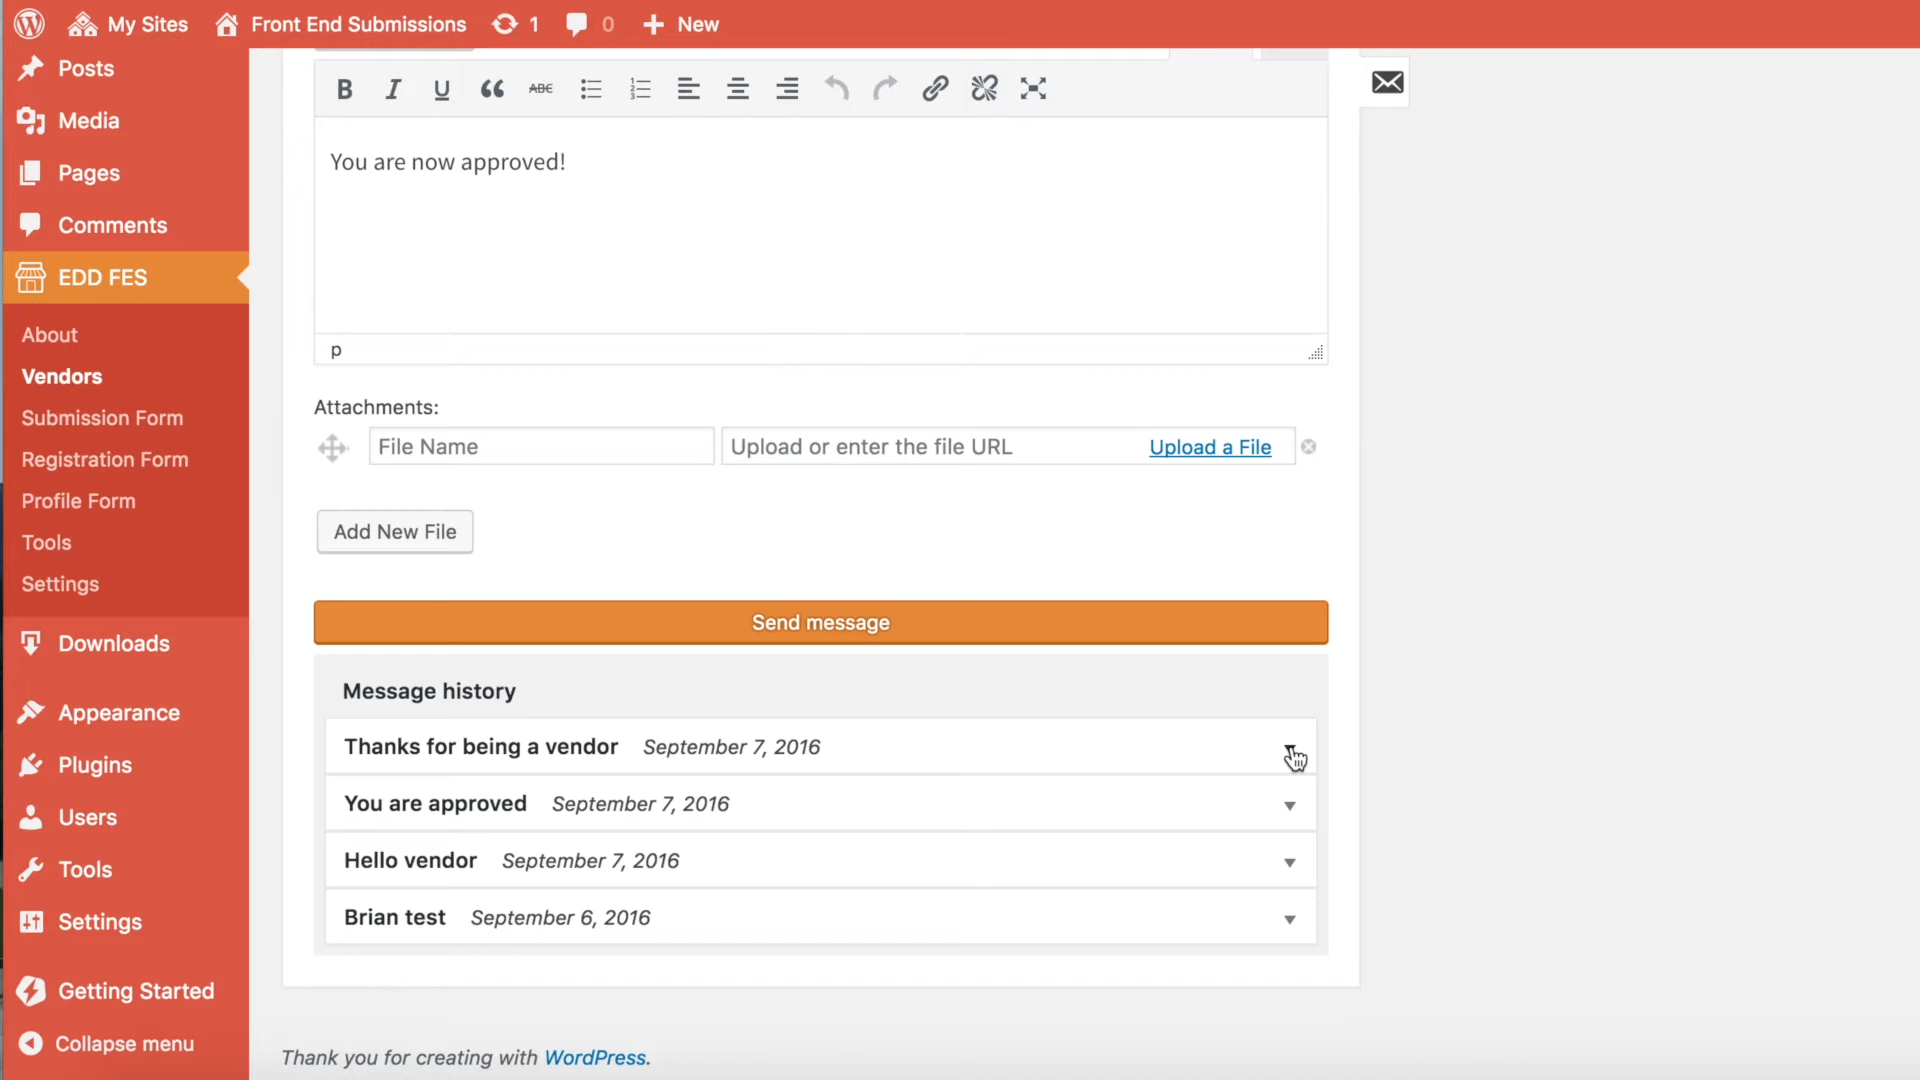 My Sites
Front End Submissions
1
0
New
Posts
Media
Pages
Comments
EDD FES
About
Vendors
Submission Form
Registration Form
Profile Form
Tools
Settings
Downloads
Appearance
Plugins
Users
Tools
Settings
Getting Started
Collapse menu
B I U ABC
You are now approved!
p
Attachments:
File Name
Upload or enter the file URL
Upload a File
Add New File
Send message
Message history
Thanks for being a vendor September 7, 2016
You are approved September 7, 2016
Hello vendor September 7, 2016
Brian test September 6, 2016
Thank you for creating with WordPress.